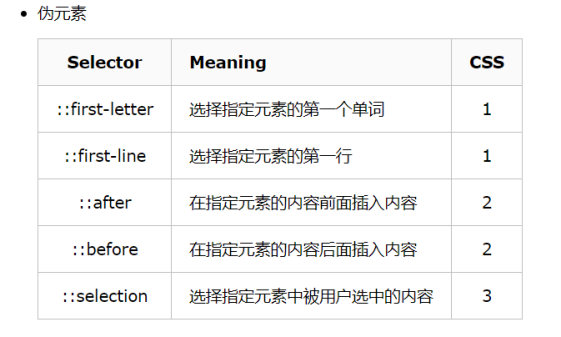 伪元素
Selector Meaning CSS
::first-letter 选择指定元素的第一个单词 1
::first-line 选择指定元素的第一行 1
::after 在指定元素的内容前面插入内容 2
::before 在指定元素的内容后面插入内容 2
::selection 选择指定元素中被用户选中的内容 3